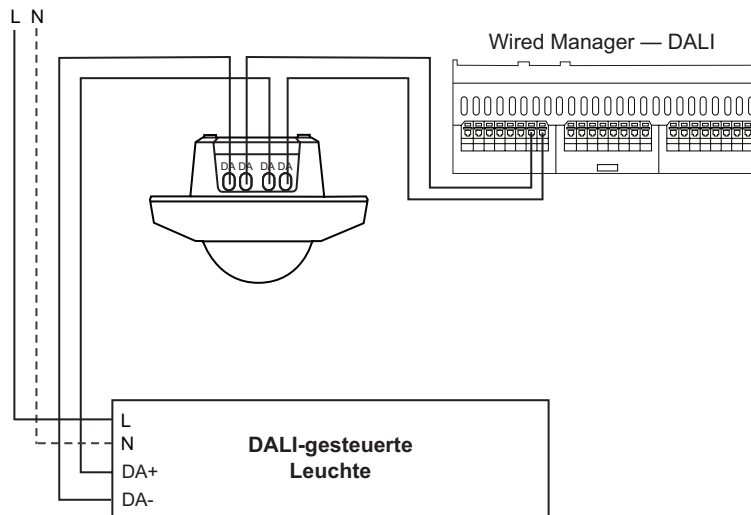 L N
Wired Manager — DALI
DA DA DA DA
L
N
DA+
DA-
DALI-gesteuerte
Leuchte